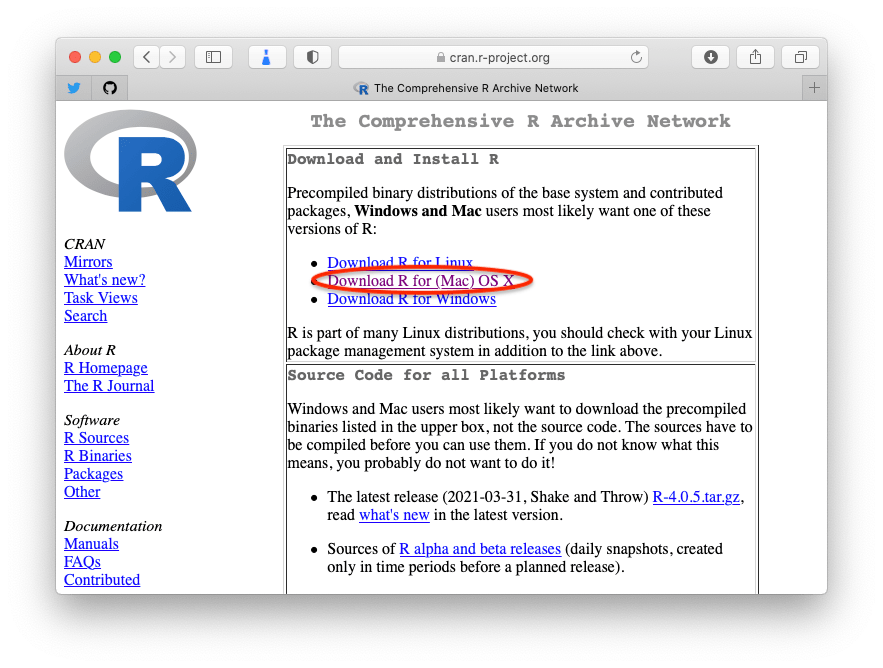 cran.r-project.org
The Comprehensive R Archive Network
R
The Comprehensive R Archive Network
CRAN
Mirrors
What's new?
Task Views
Search
About R
R Homepage
The R Journal
Software
R Sources
R Binaries
Packages
Other
Documentation
Manuals
FAQs
Contributed
Download and Install R
Precompiled binary distributions of the base system and contributed
packages, Windows and Mac users most likely want one of these
versions of R:
Download R for Linux
Download R for (Mac) OS X
Download R for Windows
R is part of many Linux distributions, you should check with your Linux
package management system in addition to the link above.
Source Code for all Platforms
Windows and Mac users most likely want to download the precompiled
binaries listed in the upper box, not the source code. The sources have to
be compiled before you can use them. If you do not know what this
means, you probably do not want to do it!
The latest release (2021-03-31, Shake and Throw) R-4.0.5.tar.gz,
read what's new in the latest version.
Sources of R alpha and beta releases (daily snapshots, created
only in time periods before a planned release).